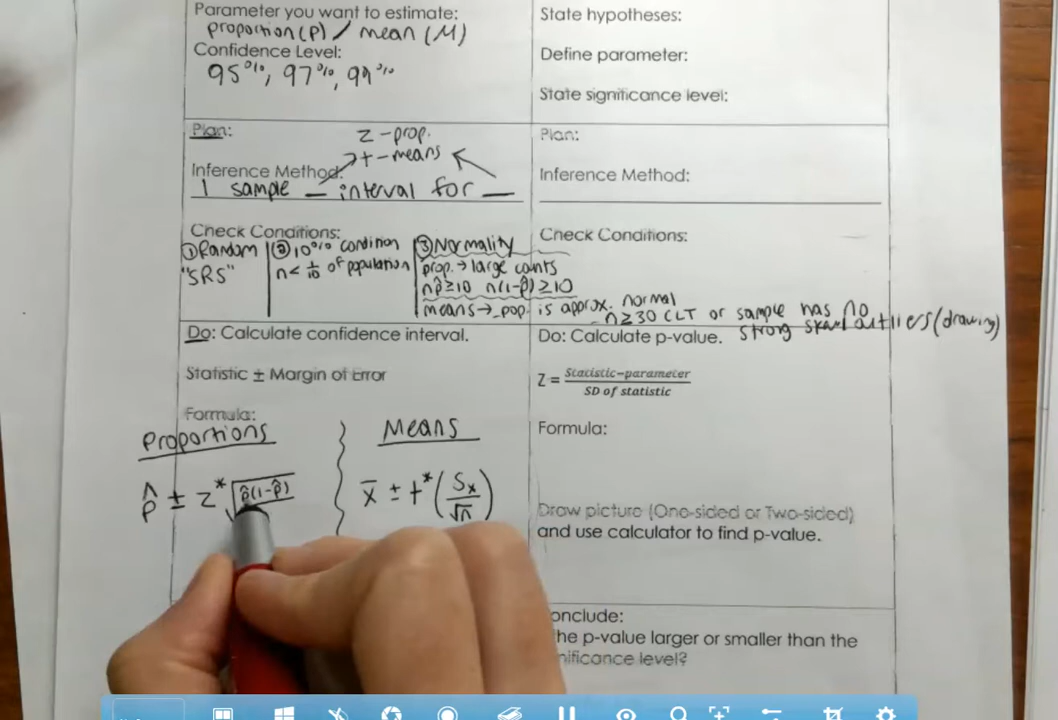 Parameter you want to estimate:
proportion(p) / mean (M)
Confidence Level:
95%, 97%, 99%
State hypotheses:
Define parameter:
State significance level:
Plan:
z - prop.
t - means
Inference Method:
1 sample _ interval for _
Plan:
Inference Method:
Check Conditions:
① Random
"SRS"
② 10% condition
n < 1/10 of population
③ Normality
prop. → large counts
np̂ ≥ 10 n(1-p̂) ≥ 10
means → pop. is approx. normal
- n ≥ 30 CLT or sample has no
strong skew outliers (drawing)
Check Conditions:
Do: Calculate confidence interval.
Statistic ± Margin of Error
Formula:
Proportions
p̂ ± z* √p̂(1-p̂)
Means
x̄ ± t* (Sx/√n)
Do: Calculate p-value.
Z = Statistic-parameter / SD of statistic
Formula:
Draw picture (One-sided or Two-sided)
and use calculator to find p-value.
onclude:
he p-value larger or smaller than the
nificance level?